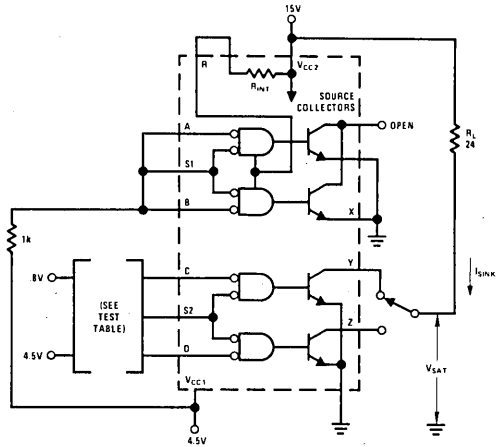 15V
R
VCC2
RINT
SOURCE
COLLECTORS
A
OPEN
RL
24
S1
B
X
1k
ISINK
.8V
C
Y
(SEE
TEST
TABLE)
S2
Z
4.5V
D
VSAT
VCC1
4.5V